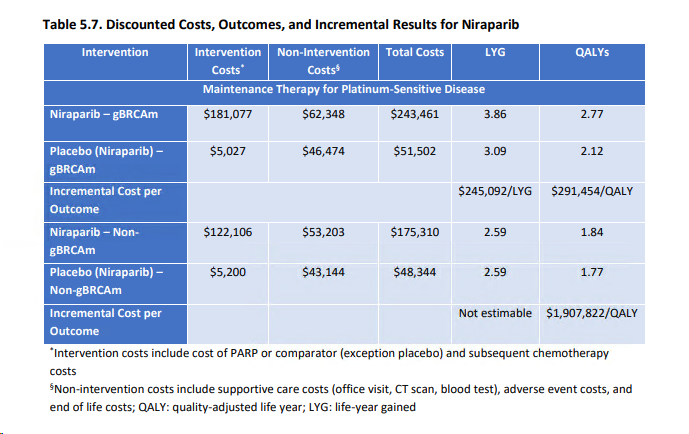 Table 5.7. Discounted Costs, Outcomes, and Incremental Results for Niraparib
Intervention Intervention Costs* Non-Intervention Costs§ Total Costs LYG QALYs
Maintenance Therapy for Platinum-Sensitive Disease
Niraparib – gBRCAm $181,077 $62,348 $243,461 3.86 2.77
Placebo (Niraparib) – gBRCAm $5,027 $46,474 $51,502 3.09 2.12
Incremental Cost per Outcome $245,092/LYG $291,454/QALY
Niraparib – Non-gBRCAm $122,106 $53,203 $175,310 2.59 1.84
Placebo (Niraparib) – Non-gBRCAm $5,200 $43,144 $48,344 2.59 1.77
Incremental Cost per Outcome Not estimable $1,907,822/QALY
*Intervention costs include cost of PARP or comparator (exception placebo) and subsequent chemotherapy
costs
§Non-intervention costs include supportive care costs (office visit, CT scan, blood test), adverse event costs, and
end of life costs; QALY: quality-adjusted life year; LYG: life-year gained